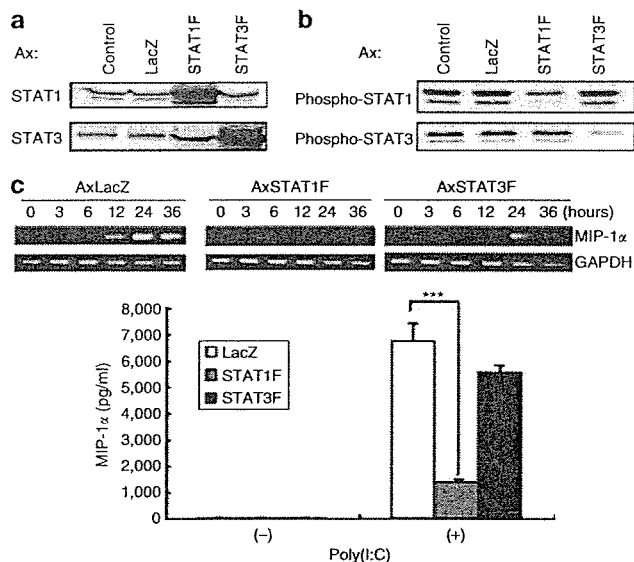 a
Ax:
Control
LacZ
STAT1F
STAT3F
STAT1
STAT3
b
Ax:
Control
LacZ
STAT1F
STAT3F
Phospho-STAT1
Phospho-STAT3
c
AxLacZ
AxSTAT1F
AxSTAT3F
0 3 6 12 24 36
0 3 6 12 24 36
0 3 6 12 24 36 (hours)
MIP-1α
GAPDH
8,000
7,000
6,000
5,000
4,000
3,000
2,000
1,000
0
MIP-1α (pg/ml)
LacZ
STAT1F
STAT3F
***
(−)
(+)
Poly(I:C)